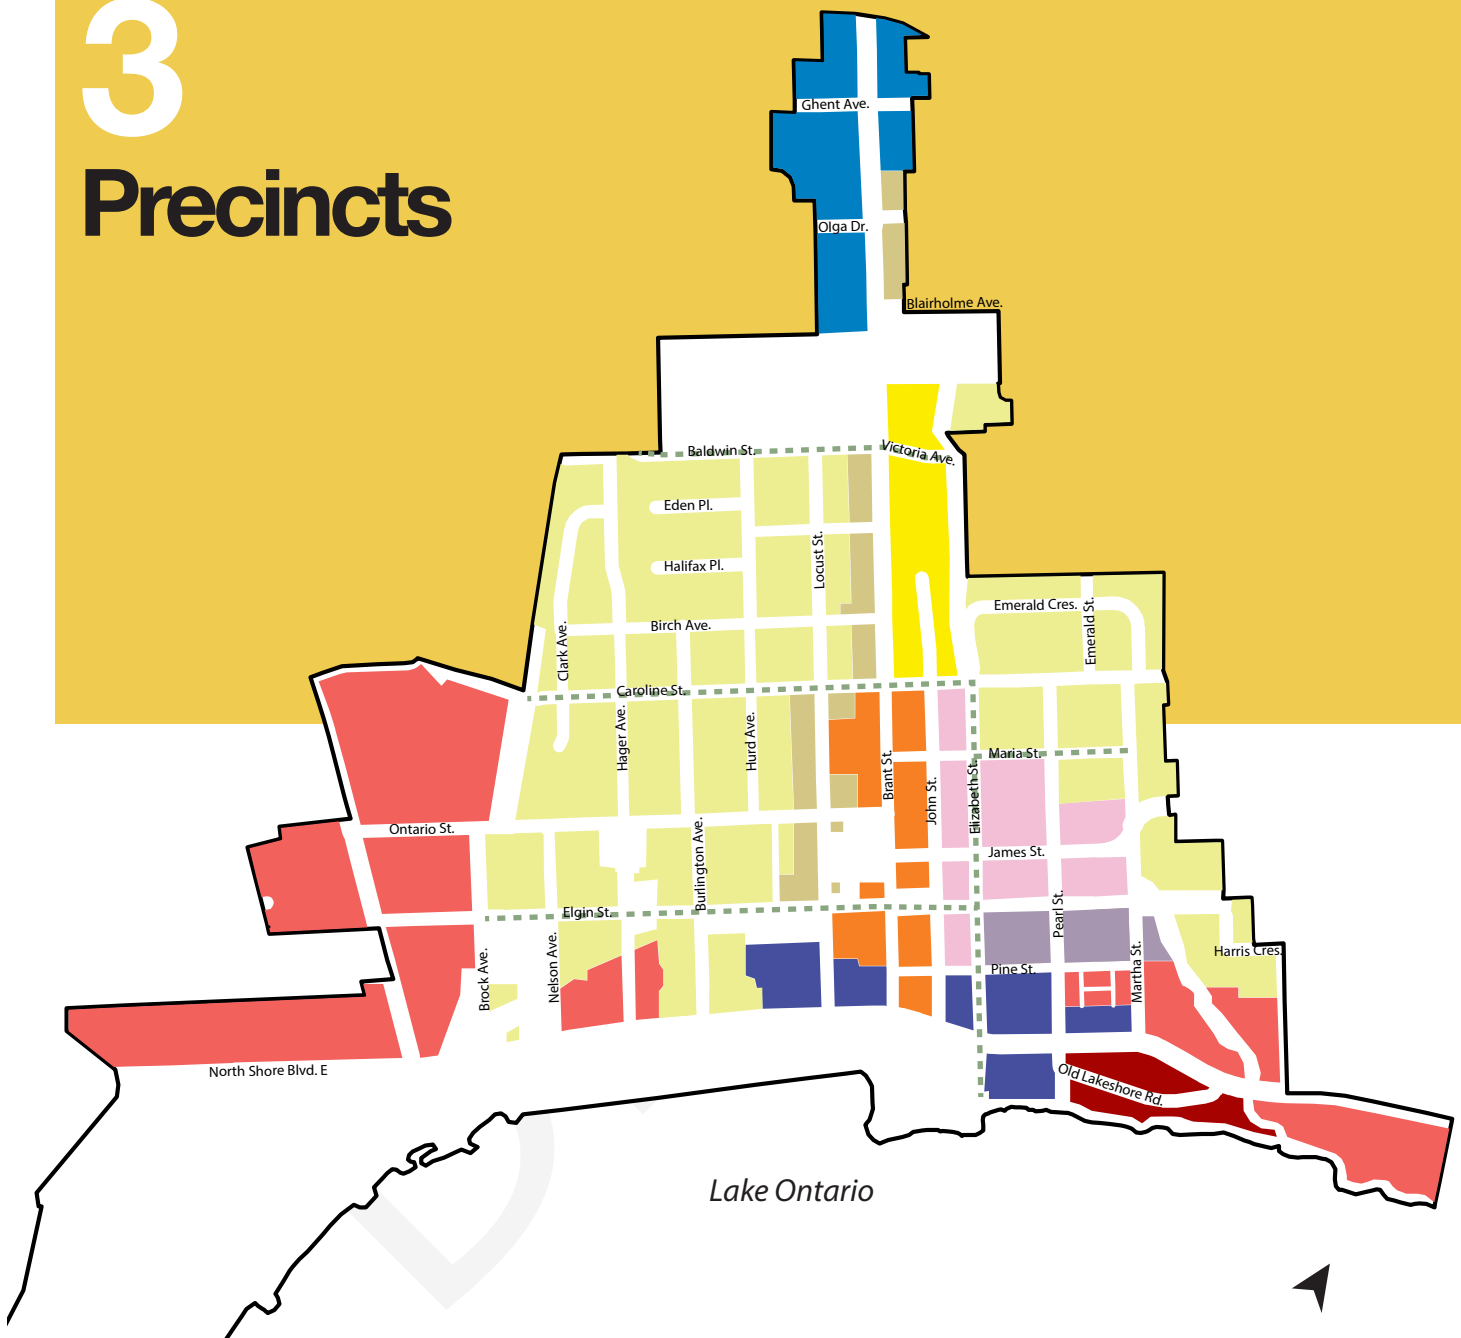 3
Precincts
Ghent Ave.
Olga Dr.
Blairholme Ave.
Baldwin St.
Victoria Ave.
Eden Pl.
Locust St.
Halifax Pl.
Emerald Cres.
Emerald St.
Birch Ave.
Clark Ave.
Caroline St.
Hager Ave.
Hurd Ave.
Brant St.
John St.
Elizabeth St.
Maria St.
Ontario St.
Burlington Ave.
James St.
Elgin St.
Pearl St.
Brock Ave.
Nelson Ave.
Pine St.
Martha St.
Harris Cres.
North Shore Blvd. E
Old Lakeshore Rd.
Lake Ontario